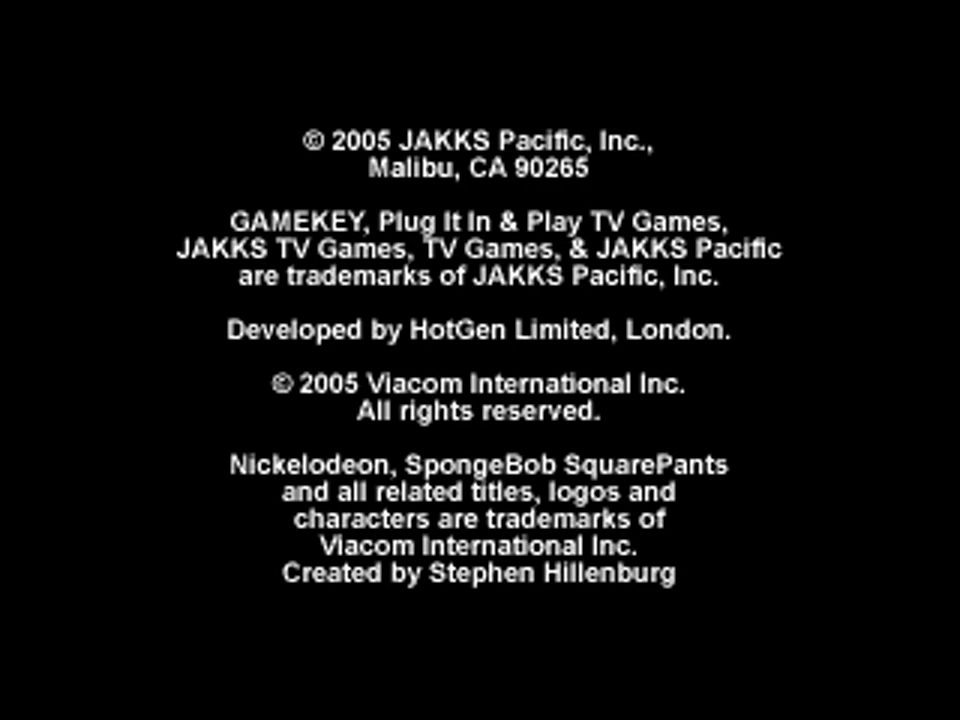 © 2005 JAKKS Pacific, Inc.,
Malibu, CA 90265
GAMEKEY, Plug It In & Play TV Games,
JAKKS TV Games, TV Games, & JAKKS Pacific
are trademarks of JAKKS Pacific, Inc.
Developed by HotGen Limited, London.
© 2005 Viacom International Inc.
All rights reserved.
Nickelodeon, SpongeBob SquarePants
and all related titles, logos and
characters are trademarks of
Viacom International Inc.
Created by Stephen Hillenburg